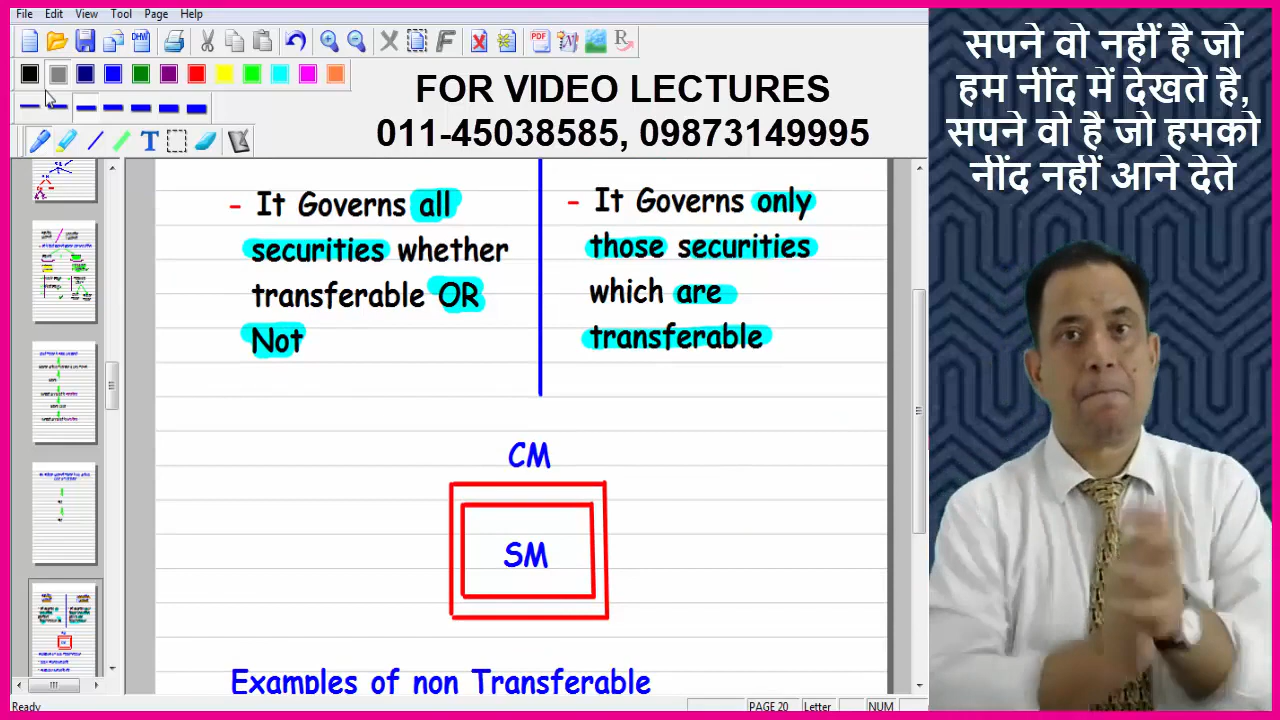 File Edit View Tool Page Help
DHW
PDF
FOR VIDEO LECTURES
011-45038585, 09873149995
सपने वो नहीं है जो
हम नींद में देखते है,
सपने वो है जो हमको
नींद नहीं आने देते
- It Governs all
securities whether
transferable OR
Not
- It Governs only
those securities
which are
transferable
CM
SM
Examples of non Transferable
Ready
PAGE 20 Letter NUM